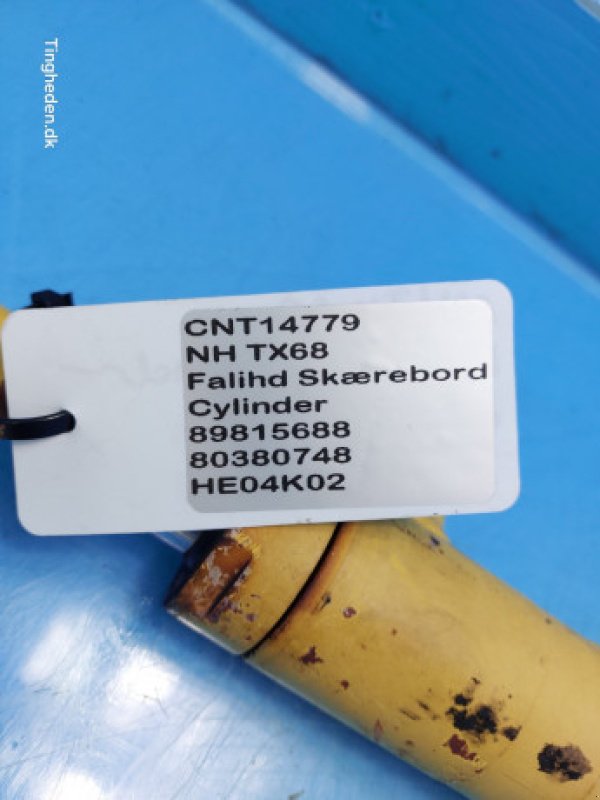 Tingheden.dk
CNT14779
NH TX68
Falihd Skærebord
Cylinder
89815688
80380748
HE04K02